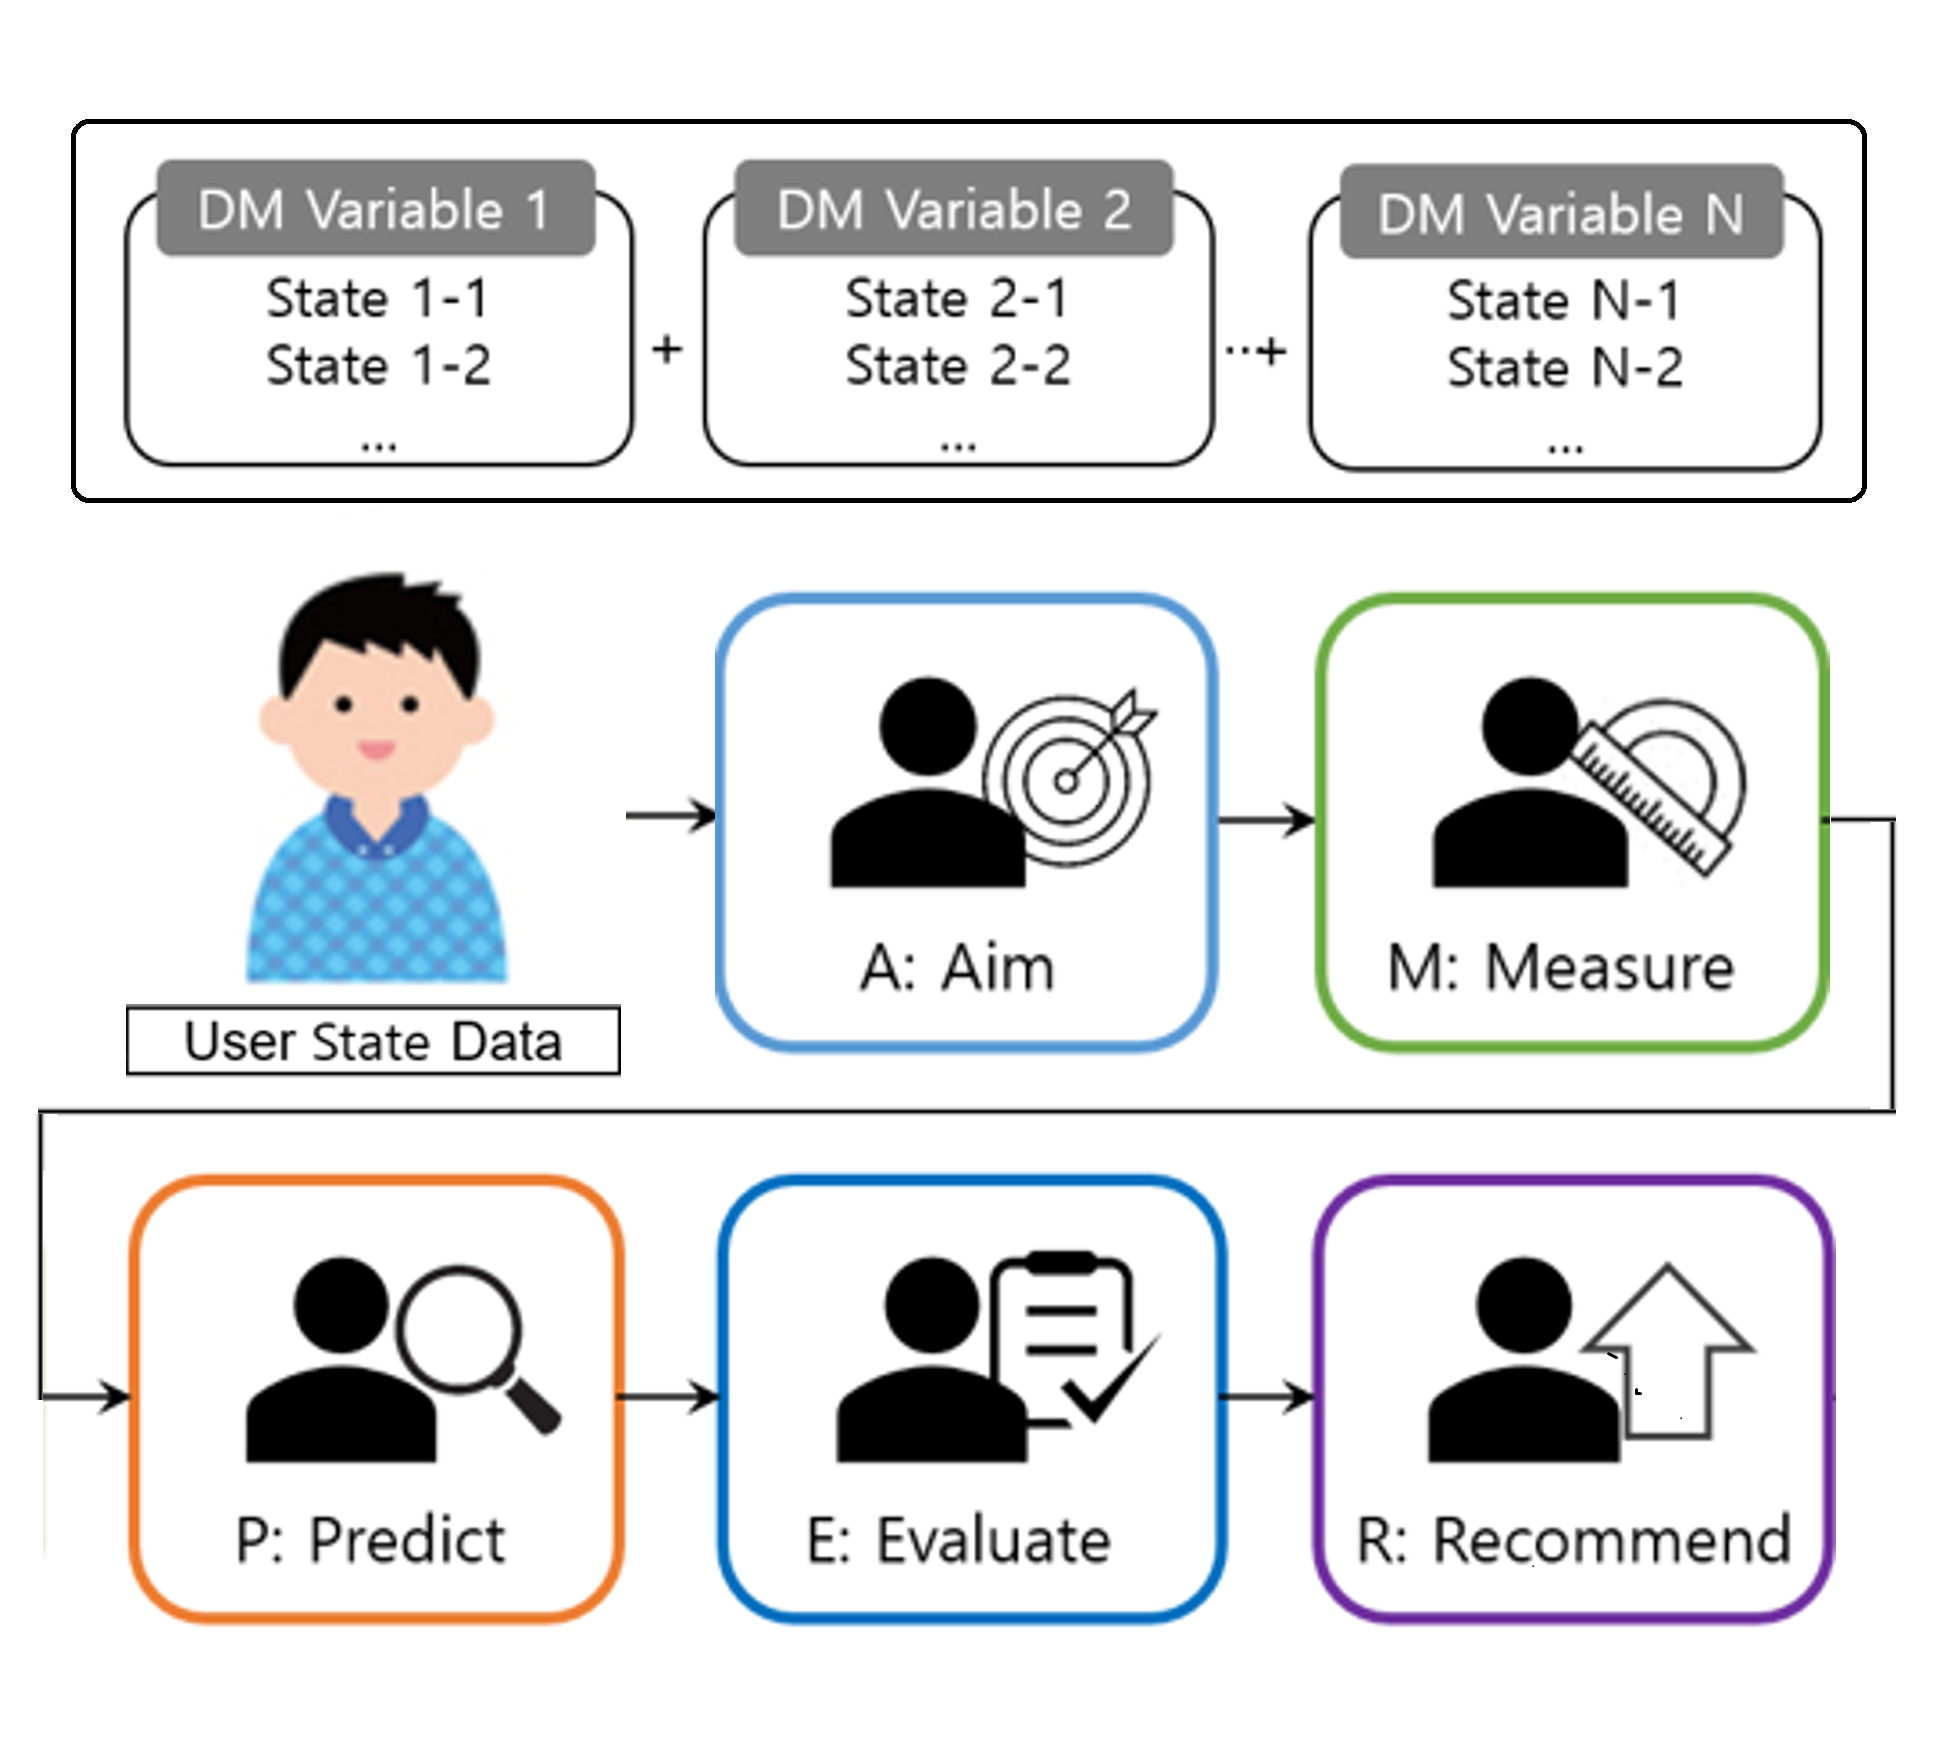 DM Variable 1
State 1-1
State 1-2
...
+
DM Variable 2
State 2-1
State 2-2
...
...+
DM Variable N
State N-1
State N-2
...
User State Data
A: Aim
M: Measure
P: Predict
E: Evaluate
R: Recommend